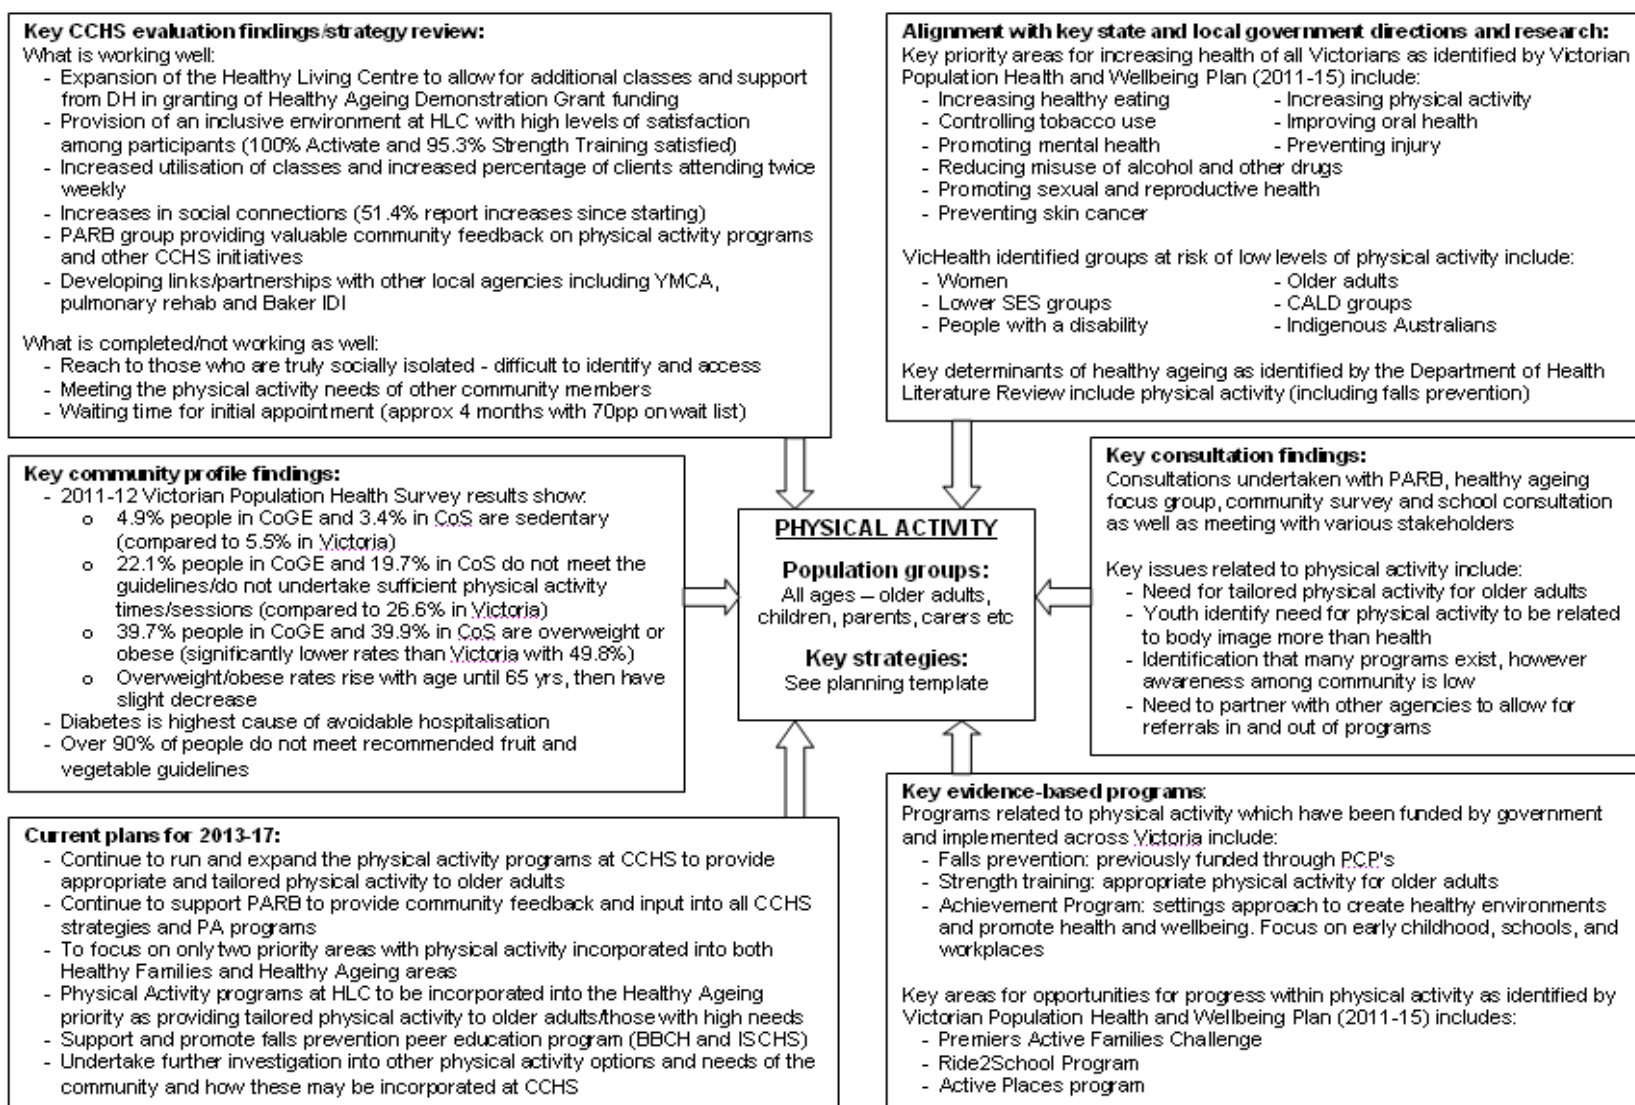 Key CCHS evaluation findings/strategy review:
What is working well:
- Expansion of the Healthy Living Centre to allow for additional classes and support
from DH in granting of Healthy Ageing Demonstration Grant funding
- Provision of an inclusive environment at HLC with high levels of satisfaction
among participants (100% Activate and 95.3% Strength Training satisfied)
- Increased utilisation of classes and increased percentage of clients attending twice
weekly
- Increases in social connections (51.4% report increases since starting)
- PARB group providing valuable community feedback on physical activity programs
and other CCHS initiatives
- Developing links/partnerships with other local agencies including YMCA,
pulmonary rehab and Baker IDI
What is completed/not working as well:
- Reach to those who are truly socially isolated - difficult to identify and access
- Meeting the physical activity needs of other community members
- Waiting time for initial appointment (approx 4 months with 70pp on wait list)
Alignment with key state and local government directions and research:
Key priority areas for increasing health of all Victorians as identified by Victorian
Population Health and Wellbeing Plan (2011-15) include:
- Increasing healthy eating - Increasing physical activity
- Controlling tobacco use - Improving oral health
- Promoting mental health - Preventing injury
- Reducing misuse of alcohol and other drugs
- Promoting sexual and reproductive health
- Preventing skin cancer
VicHealth identified groups at risk of low levels of physical activity include:
- Women - Older adults
- Lower SES groups - CALD groups
- People with a disability - Indigenous Australians
Key determinants of healthy ageing as identified by the Department of Health
Literature Review include physical activity (including falls prevention)
Key community profile findings:
- 2011-12 Victorian Population Health Survey results show:
o 4.9% people in CoGE and 3.4% in CoS are sedentary
(compared to 5.5% in Victoria)
o 22.1% people in CoGE and 19.7% in CoS do not meet the
guidelines/do not undertake sufficient physical activity
times/sessions (compared to 26.6% in Victoria)
o 39.7% people in CoGE and 39.9% in CoS are overweight or
obese (significantly lower rates than Victoria with 49.8%)
o Overweight/obese rates rise with age until 65 yrs, then have
slight decrease
- Diabetes is highest cause of avoidable hospitalisation
- Over 90% of people do not meet recommended fruit and
vegetable guidelines
PHYSICAL ACTIVITY
Population groups:
All ages – older adults,
children, parents, carers etc
Key strategies:
See planning template
Key consultation findings:
Consultations undertaken with PARB, healthy ageing
focus group, community survey and school consultation
as well as meeting with various stakeholders
Key issues related to physical activity include:
- Need for tailored physical activity for older adults
- Youth identify need for physical activity to be related
to body image more than health
- Identification that many programs exist, however
awareness among community is low
- Need to partner with other agencies to allow for
referrals in and out of programs
Current plans for 2013-17:
- Continue to run and expand the physical activity programs at CCHS to provide
appropriate and tailored physical activity to older adults
- Continue to support PARB to provide community feedback and input into all CCHS
strategies and PA programs
- To focus on only two priority areas with physical activity incorporated into both
Healthy Families and Healthy Ageing areas
- Physical Activity programs at HLC to be incorporated into the Healthy Ageing
priority as providing tailored physical activity to older adults/those with high needs
- Support and promote falls prevention peer education program (BBCH and ISCHS)
- Undertake further investigation into other physical activity options and needs of the
community and how these may be incorporated at CCHS
Key evidence-based programs:
Programs related to physical activity which have been funded by government
and implemented across Victoria include:
- Falls prevention: previously funded through PCP's
- Strength training: appropriate physical activity for older adults
- Achievement Program: settings approach to create healthy environments
and promote health and wellbeing. Focus on early childhood, schools, and
workplaces
Key areas for opportunities for progress within physical activity as identified by
Victorian Population Health and Wellbeing Plan (2011-15) includes:
- Premiers Active Families Challenge
- Ride2School Program
- Active Places program